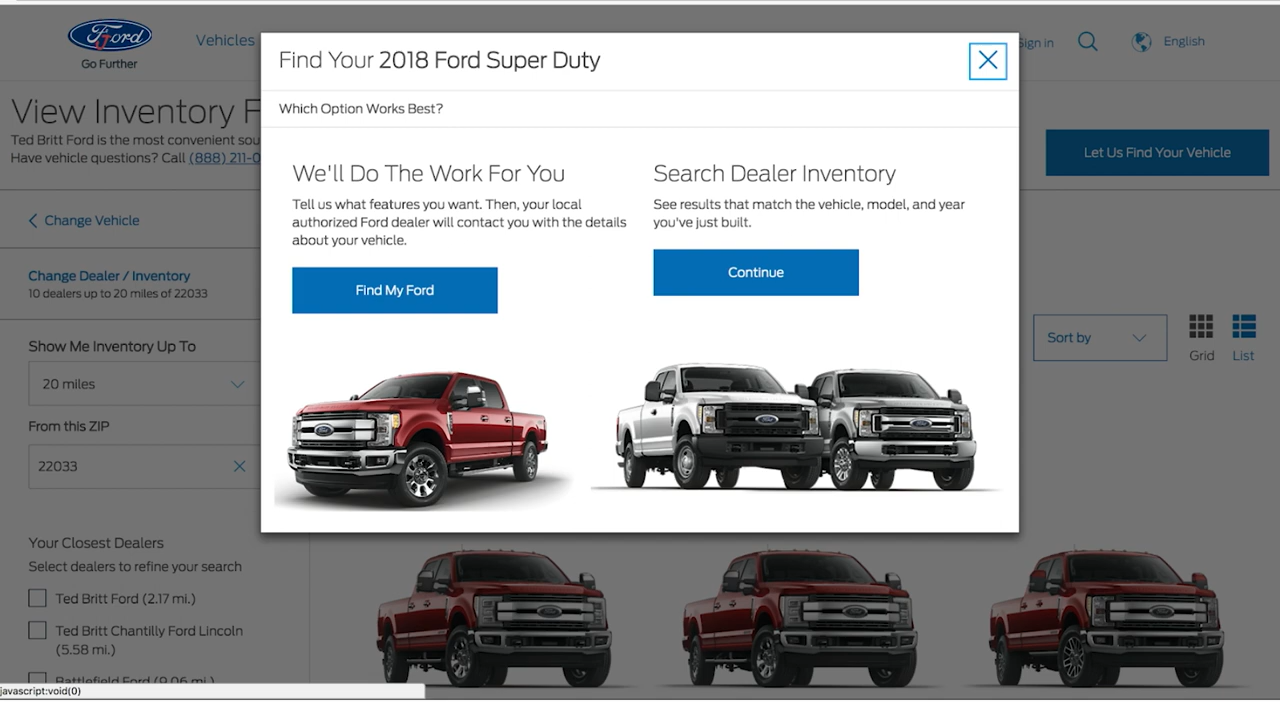 Ford
Go Further
Vehicles
Sign in
English
Find Your 2018 Ford Super Duty
Which Option Works Best?
View Inventory F
Ted Britt Ford is the most convenient sou
Have vehicle questions? Call (888) 211-0
Let Us Find Your Vehicle
We'll Do The Work For You
Tell us what features you want. Then, your local
authorized Ford dealer will contact you with the details
about your vehicle.
Find My Ford
Search Dealer Inventory
See results that match the vehicle, model, and year
you've just built.
Continue
Change Vehicle
Change Dealer / Inventory
10 dealers up to 20 miles of 22033
Show Me Inventory Up To
20 miles
From this ZIP
22033
Sort by
Grid
List
Your Closest Dealers
Select dealers to refine your search
Ted Britt Ford (2.17 mi.)
Ted Britt Chantilly Ford Lincoln
(5.58 mi.)
Battlefield Ford (9.06 mi.)
javascript:void(0)